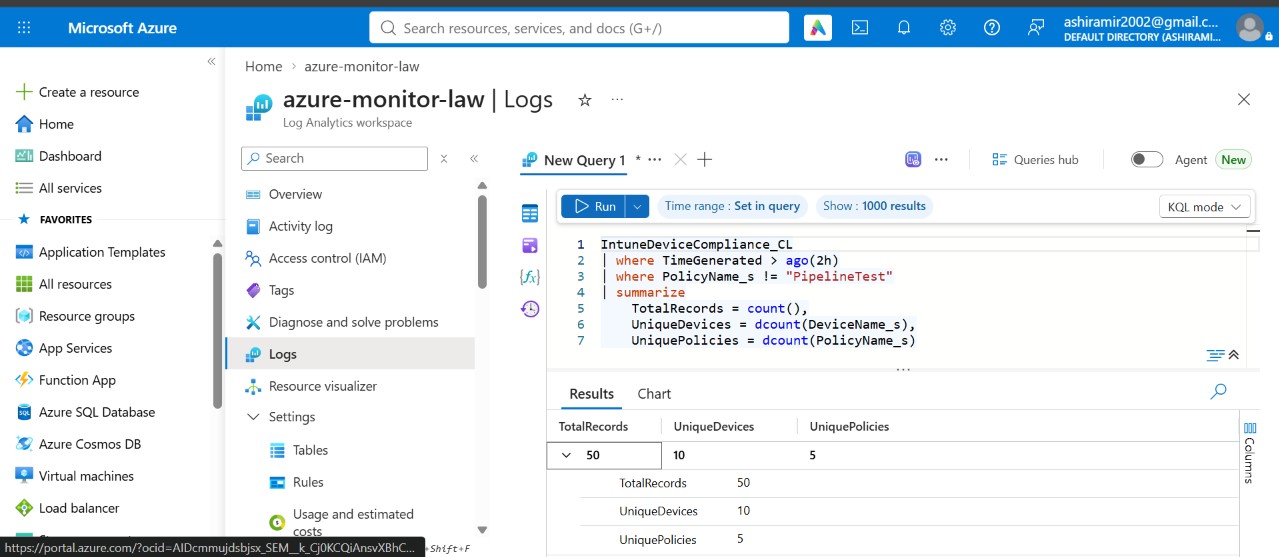 Microsoft Azure
Search resources, services, and docs (G+/)
ashiramir2002@gmail.c...
DEFAULT DIRECTORY (ASHIRAMI...
Create a resource
Home
Dashboard
All services
FAVORITES
Application Templates
All resources
Resource groups
App Services
Function App
Azure SQL Database
Azure Cosmos DB
Virtual machines
Load balancer
https://portal.azure.com/?ocid=AIDcmmujdsbjsx_SEM__k_Cj0KCQiAnsvXBhC...
Home > azure-monitor-law
azure-monitor-law | Logs
Log Analytics workspace
Search
Overview
Activity log
Access control (IAM)
Tags
Diagnose and solve problems
Logs
Resource visualizer
Settings
Tables
Rules
Usage and estimated
costs
+Shift+F
New Query 1 * ...
Queries hub
Agent New
Run
Time range : Set in query
Show : 1000 results
KQL mode
1 IntuneDeviceCompliance_CL
2 | where TimeGenerated > ago(2h)
3 | where PolicyName_s != "PipelineTest"
4 | summarize
5 TotalRecords = count(),
6 UniqueDevices = dcount(DeviceName_s),
7 UniquePolicies = dcount(PolicyName_s)
Results Chart
TotalRecords UniqueDevices UniquePolicies
50 10 5
TotalRecords 50
UniqueDevices 10
UniquePolicies 5
Columns